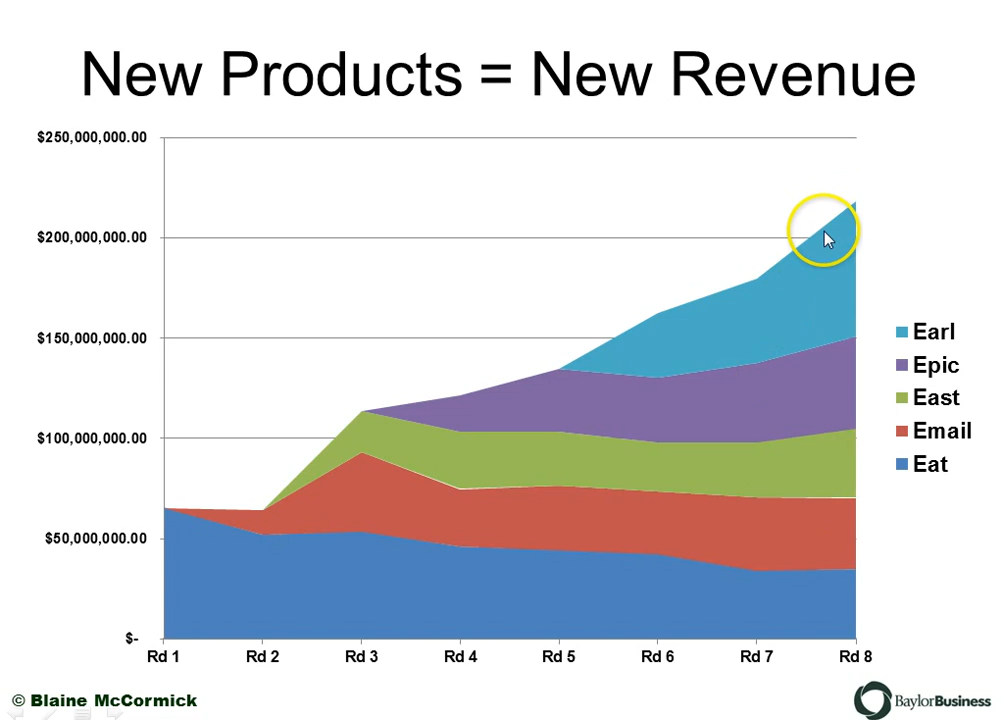 New Products = New Revenue
$250,000,000.00
$200,000,000.00
$150,000,000.00
$100,000,000.00
$50,000,000.00
$-
Rd 1 Rd 2 Rd 3 Rd 4 Rd 5 Rd 6 Rd 7 Rd 8
Earl
Epic
East
Email
Eat
© Blaine McCormick
BaylorBusiness